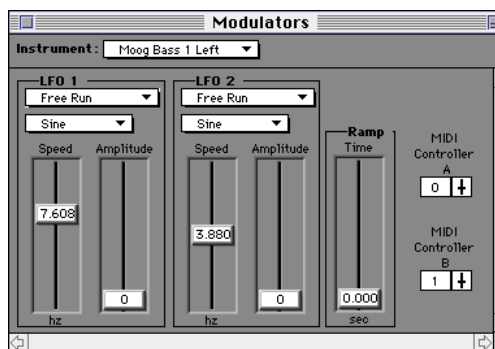 Modulators
Instrument: Moog Bass 1 Left
LFO 1
Free Run
Sine
Speed Amplitude
7.608
0
hz
LFO 2
Free Run
Sine
Speed Amplitude
3.880
0
hz
Ramp
Time
0.000
sec
MIDI
Controller
A
0
MIDI
Controller
B
1